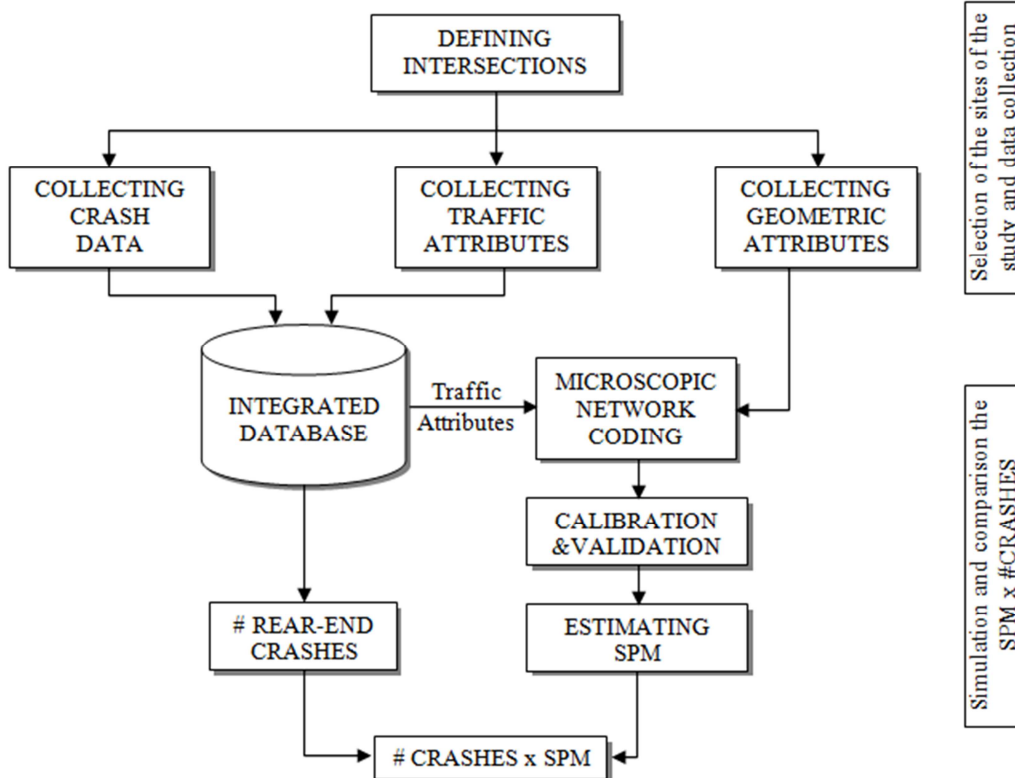 DEFINING
INTERSECTIONS
COLLECTING
CRASH
DATA
COLLECTING
TRAFFIC
ATTRIBUTES
COLLECTING
GEOMETRIC
ATTRIBUTES
Selection of the sites of the
study and data collection
INTEGRATED
DATABASE
Traffic
Attributes
MICROSCOPIC
NETWORK
CODING
CALIBRATION
&VALIDATION
# REAR-END
CRASHES
ESTIMATING
SPM
# CRASHES x SPM
Simulation and comparison the
SPM x #CRASHES